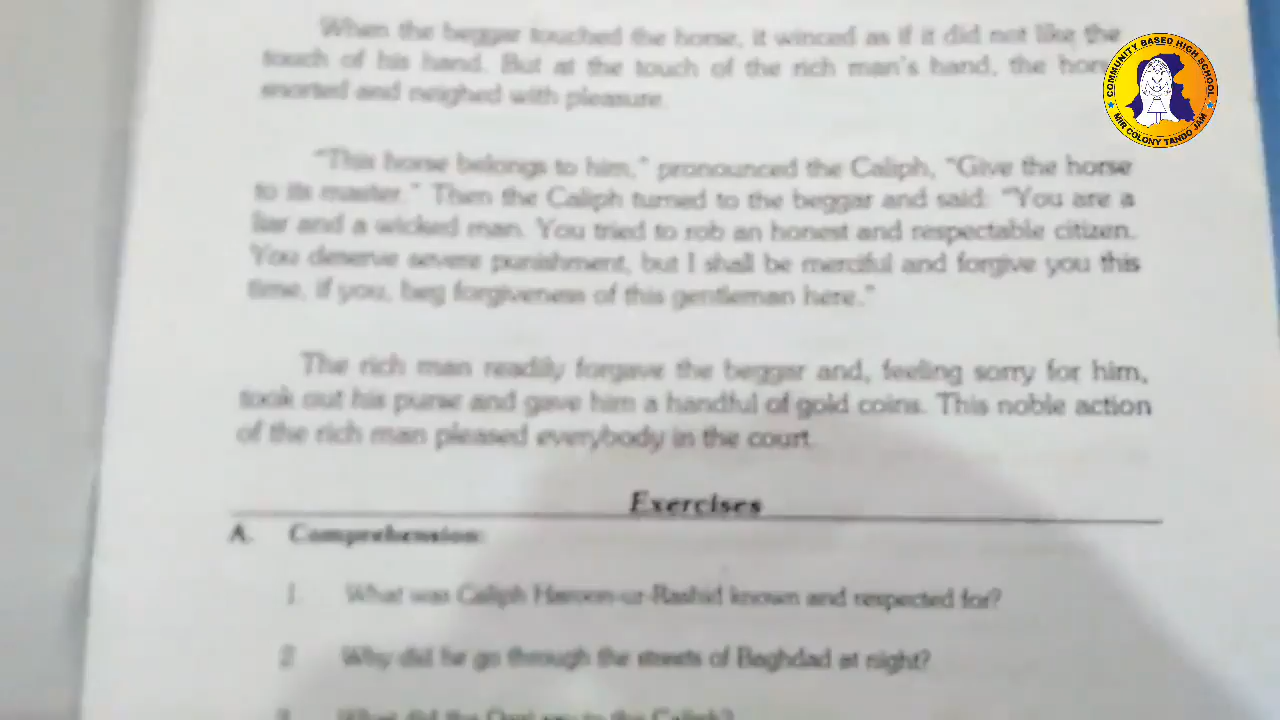 When the beggar touched the horse, it winced as if it did not like the
touch of his hand. But at the touch of the rich man's hand, the
snorted and neighed with pleasure.
"This horse belongs to him," pronounced the Caliph, "Give the horse
to its master." Then the Caliph turned to the beggar and said: "You are a
liar and a wicked man. You tried to rob an honest and respectable citizen.
You deserve severe punishment, but I shall be merciful and forgive you this
time, if you, beg forgiveness of this gentleman here."
The rich man readily forgave the beggar and, feeling sorry for him,
took out his purse and gave him a handful of gold coins. This noble action
of the rich man pleased everybody in the court.
Exercises
A. Comprehension:
1. What was Caliph Haroon-ur-Rashid known and respected for?
2. Why did he go through the streets of Baghdad at night?
3. What did the to the Caliph?
COMMUNITY BASED HIGH SCHOOL
MIR COLONY TANDO JAM